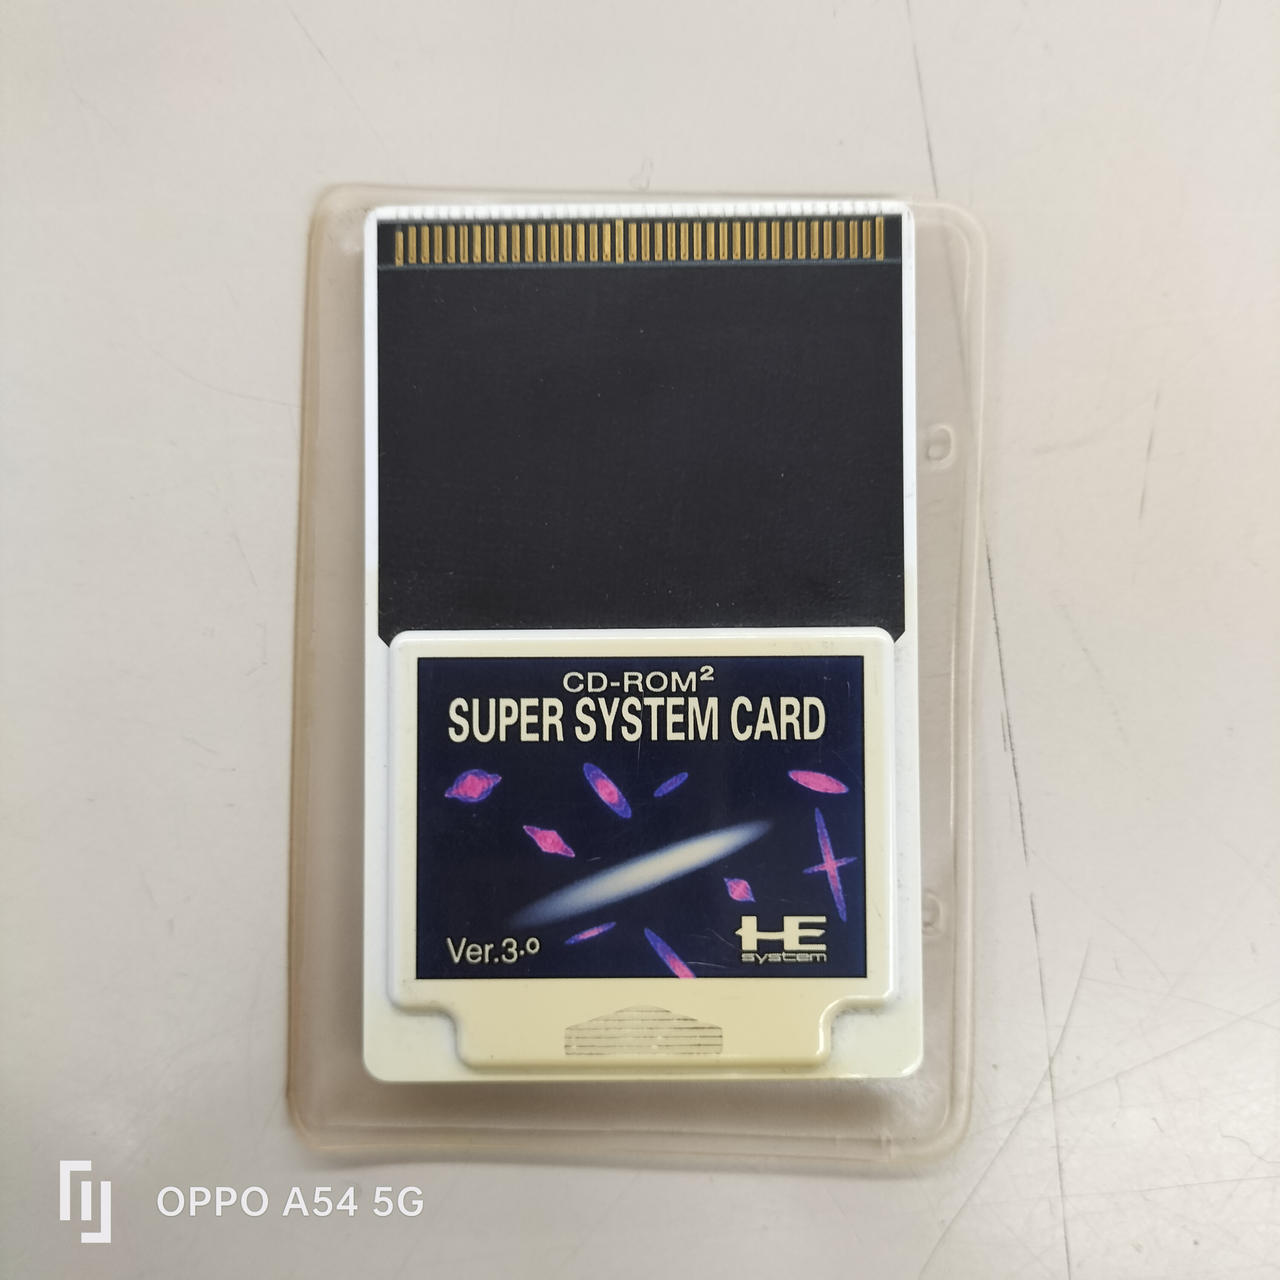 CD-ROM²
SUPER SYSTEM CARD
Ver.3.0
HE
system
OPPO A54 5G